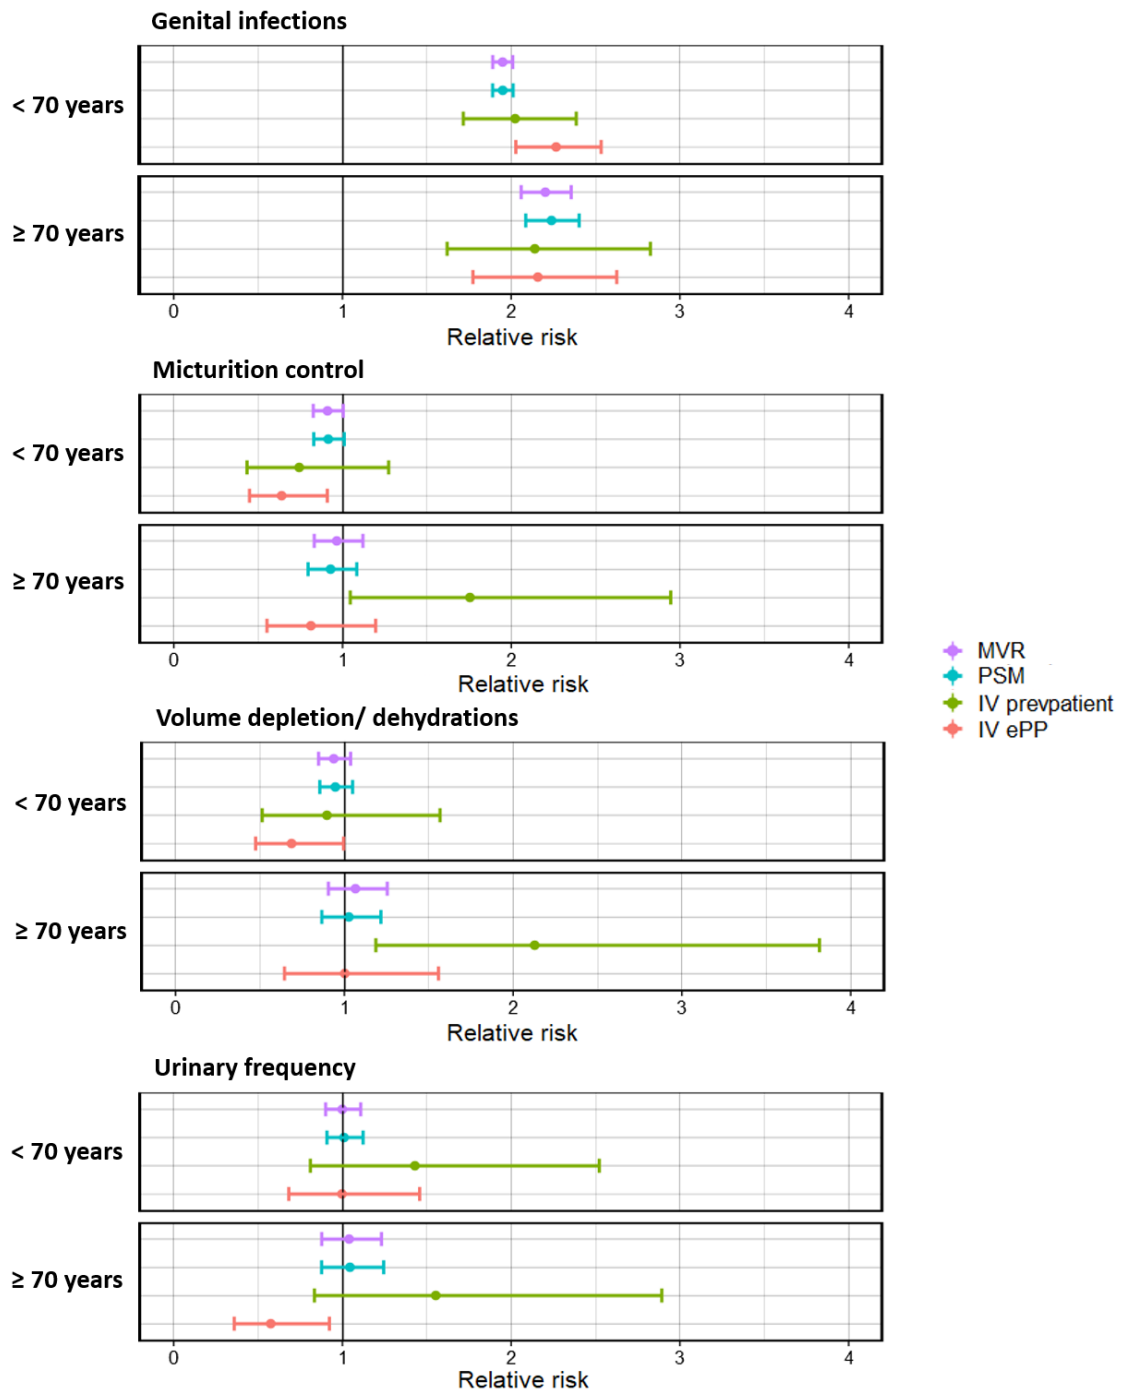 Genital infections
< 70 years
≥ 70 years
0 1 2 3 4
Relative risk
Micturition control
< 70 years
≥ 70 years
0 1 2 3 4
Relative risk
MVR
PSM
IV prevpatient
IV ePP
Volume depletion/ dehydrations
< 70 years
≥ 70 years
0 1 2 3 4
Relative risk
Urinary frequency
< 70 years
≥ 70 years
0 1 2 3 4
Relative risk